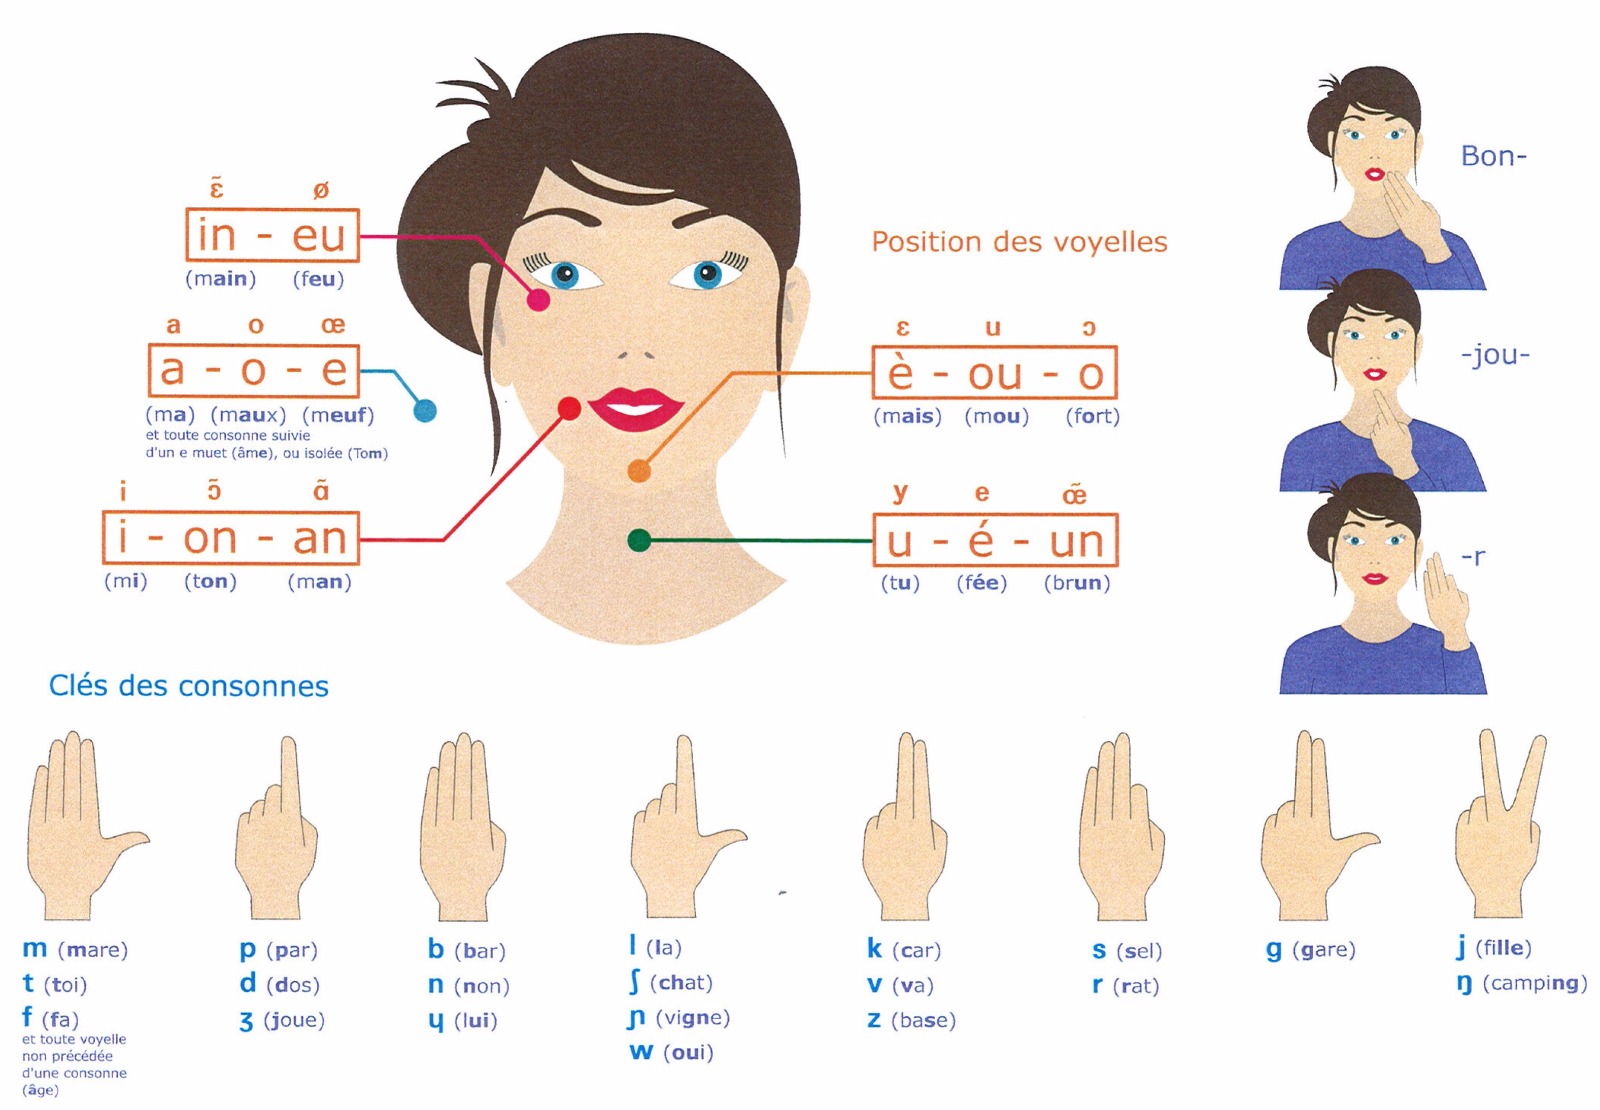 ɛ̃ ø
in - eu
(main) (feu)
a o œ
a - o - e
(ma) (maux) (meuf)
et toute consonne suivie
d'un e muet (âme), ou isolée (Tom)
i ɔ̃ ɑ̃
i - on - an
(mi) (ton) (man)
Position des voyelles
ɛ u ɔ
è - ou - o
(mais) (mou) (fort)
y e œ̃
u - é - un
(tu) (fée) (brun)
Bon-
-jou-
-r
Clés des consonnes
m (mare)
t (toi)
f (fa)
et toute voyelle
non précédée
d'une consonne
(âge)
p (par)
d (dos)
ʒ (joue)
b (bar)
n (non)
ɥ (lui)
l (la)
ʃ (chat)
ɲ (vigne)
w (oui)
k (car)
v (va)
z (base)
s (sel)
r (rat)
g (gare)
j (fille)
ŋ (camping)